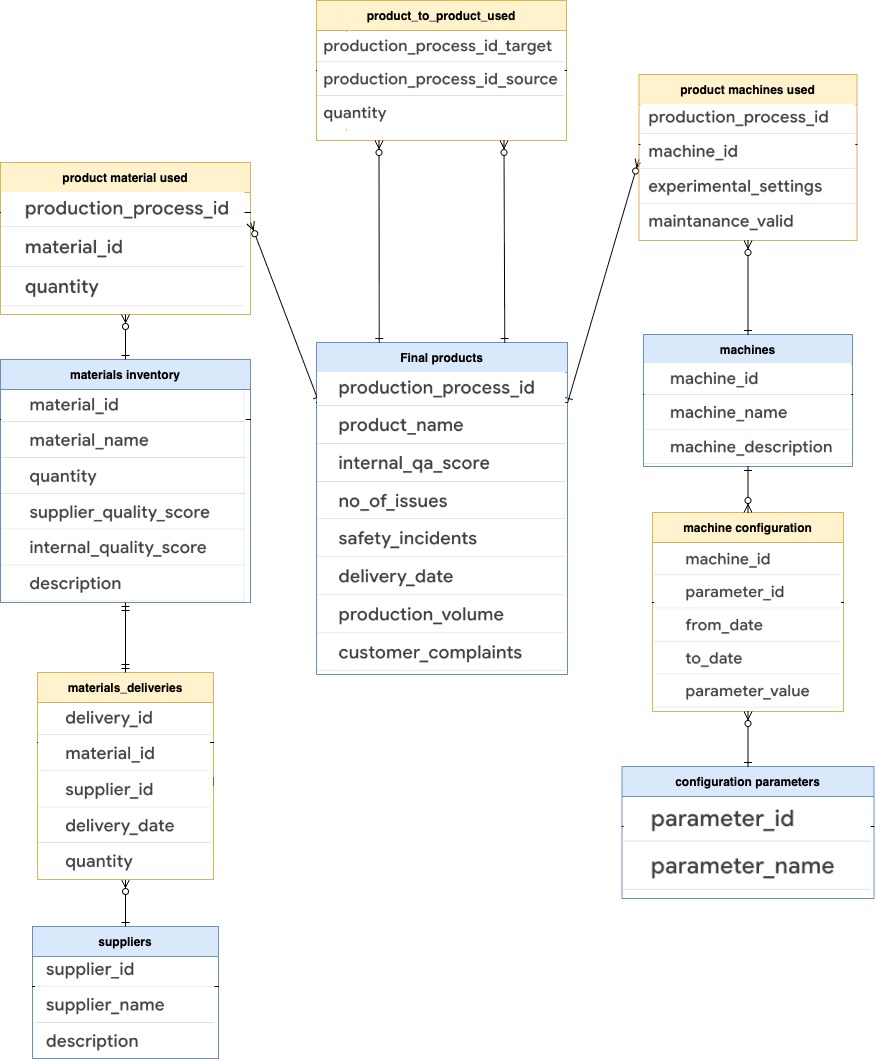 product_to_product_used
production_process_id_target
production_process_id_source
quantity
product machines used
production_process_id
machine_id
experimental_settings
maintanance_valid
product material used
production_process_id
material_id
quantity
Final products
production_process_id
product_name
internal_qa_score
no_of_issues
safety_incidents
delivery_date
production_volume
customer_complaints
machines
machine_id
machine_name
machine_description
materials inventory
material_id
material_name
quantity
supplier_quality_score
internal_quality_score
description
machine configuration
machine_id
parameter_id
from_date
to_date
parameter_value
materials_deliveries
delivery_id
material_id
supplier_id
delivery_date
quantity
configuration parameters
parameter_id
parameter_name
suppliers
supplier_id
supplier_name
description